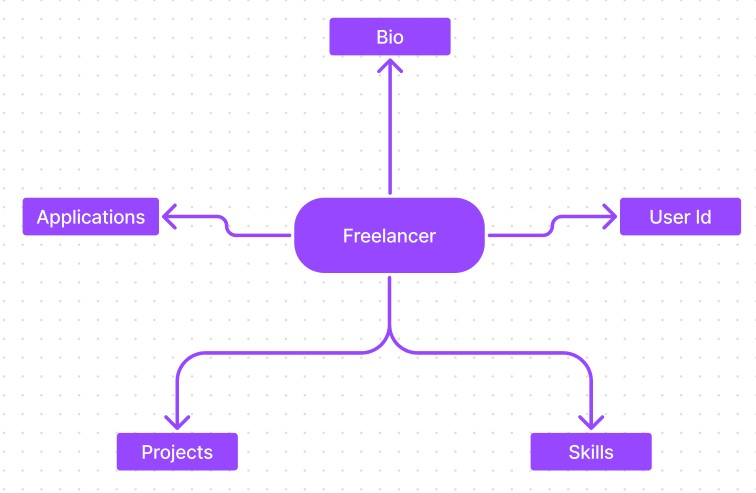 Bio
Applications
User Id
Freelancer
Projects
Skills